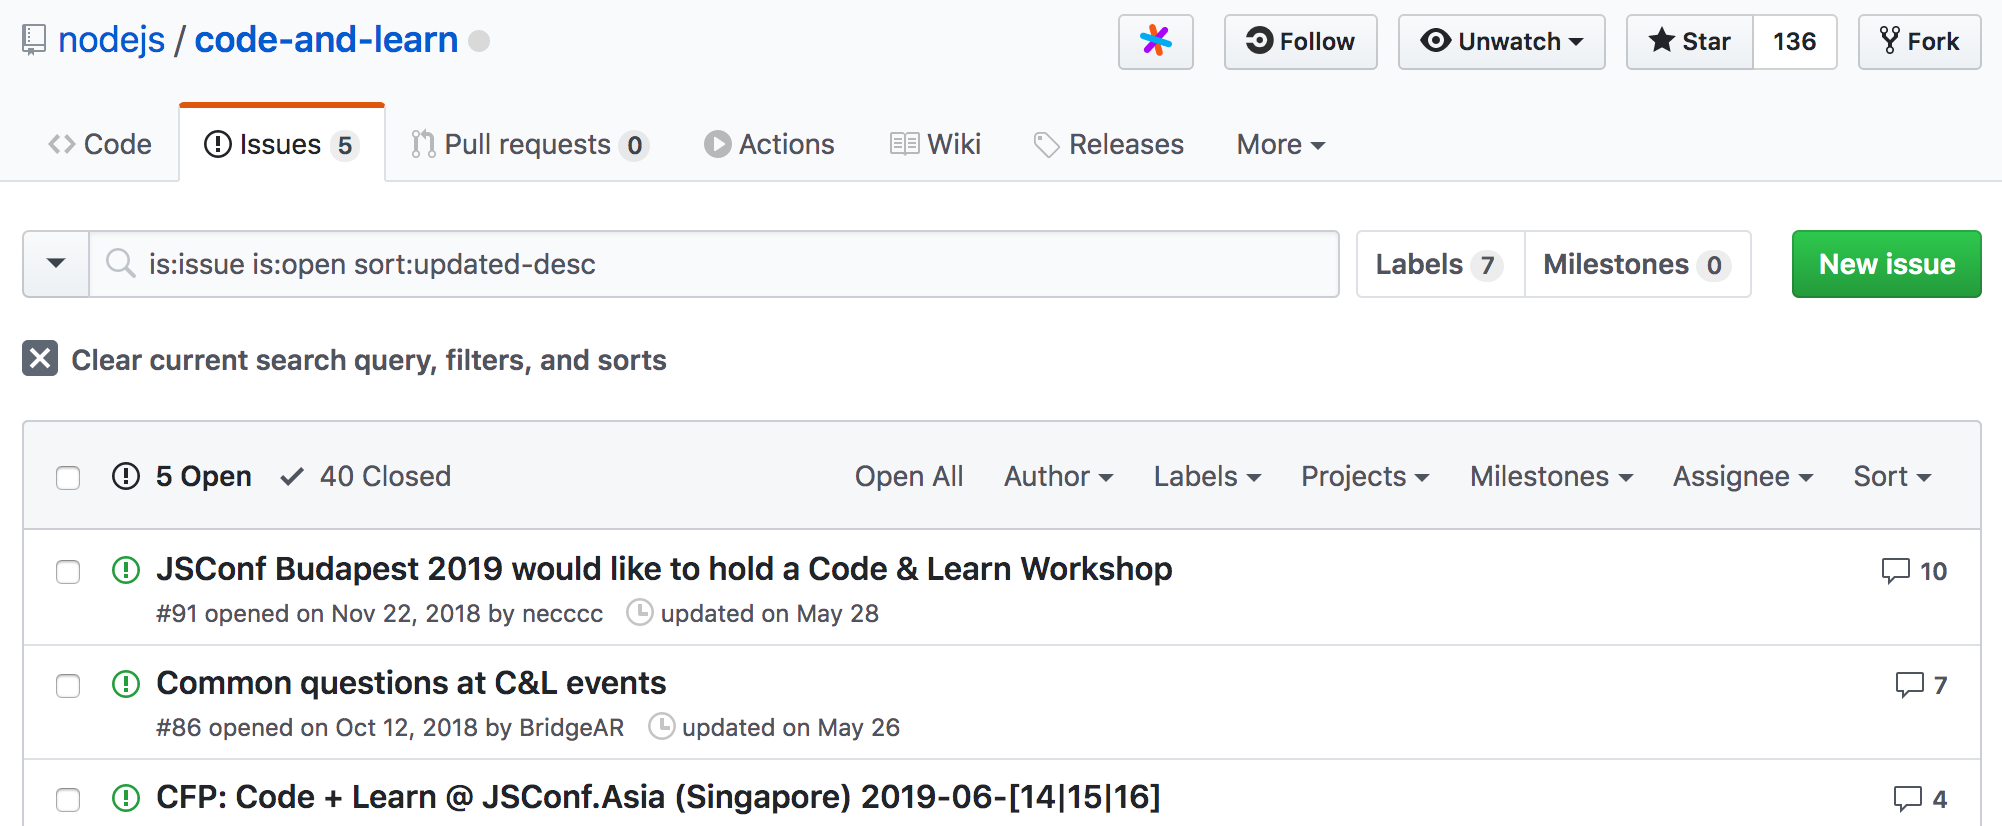 nodejs / code-and-learn
Follow Unwatch Star 136 Fork
Code Issues 5 Pull requests 0 Actions Wiki Releases More
is:issue is:open sort:updated-desc Labels 7 Milestones 0 New issue
Clear current search query, filters, and sorts
5 Open 40 Closed Open All Author Labels Projects Milestones Assignee Sort
JSConf Budapest 2019 would like to hold a Code & Learn Workshop 10
#91 opened on Nov 22, 2018 by necccc updated on May 28
Common questions at C&L events 7
#86 opened on Oct 12, 2018 by BridgeAR updated on May 26
CFP: Code + Learn @ JSConf.Asia (Singapore) 2019-06-[14|15|16] 4